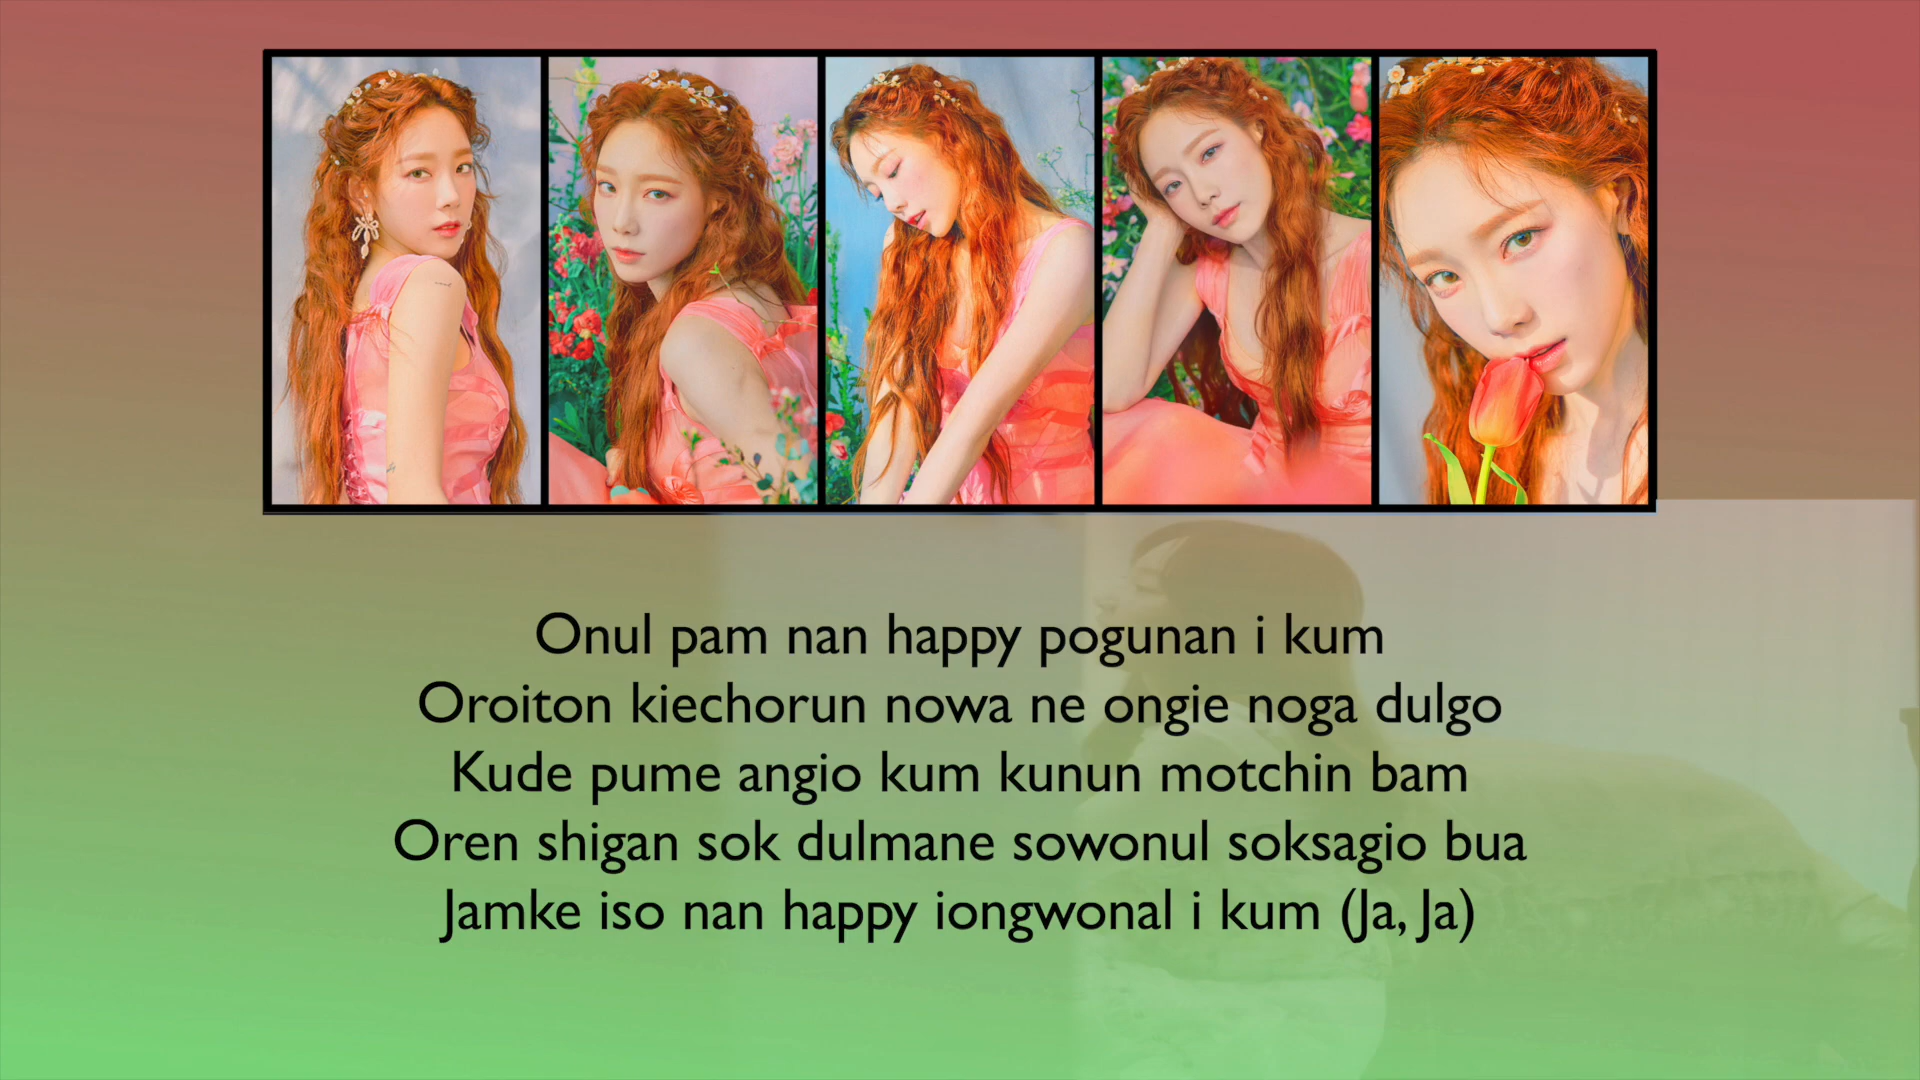 Onul pam nan happy pogunan i kum
Oroiton kiechorun nowa ne ongie noga dulgo
Kude pume angio kum kunun motchin bam
Oren shigan sok dulmane sowonul soksagio bua
Jamke iso nan happy iongwonal i kum (Ja, Ja)